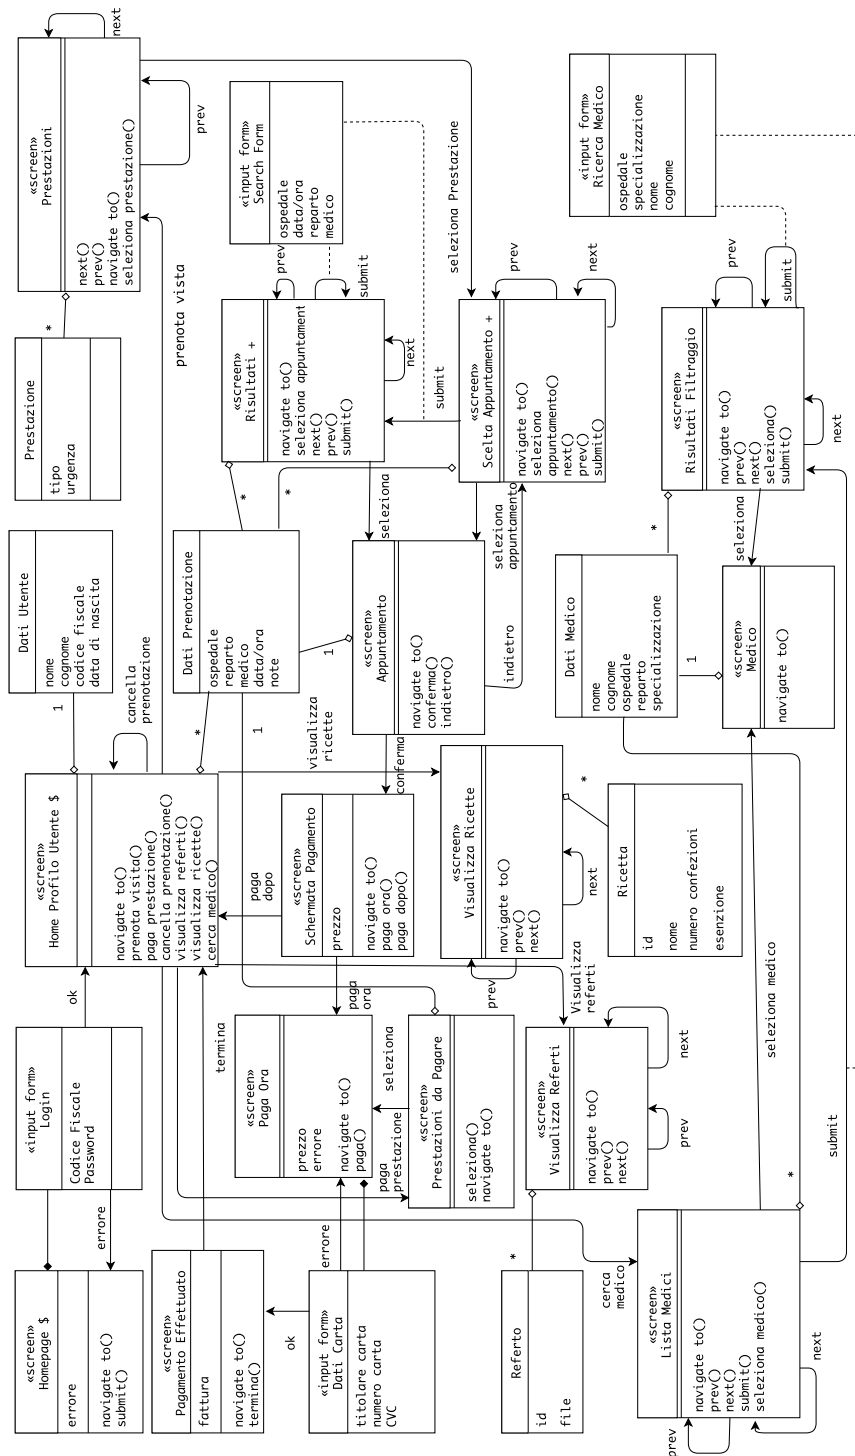 «screen»
Homepage $
errore
navigate to()
submit()
errore
«input form»
Login
Codice Fiscale
Password
ok
«screen»
Home Profilo Utente $
navigate to()
prenota visita()
paga prestazione()
cancella prenotazione()
visualizza referti()
visualizza ricette()
cerca medico()
cancella
prenotazione
1
Dati Utente
nome
cognome
codice fiscale
data di nascita
Prestazione
tipo
urgenza
*
«screen»
Prestazioni
next()
prev()
navigate to()
seleziona prestazione()
next
prev
prenota vista
«screen»
Pagamento Effettuato
fattura
navigate to()
termina()
termina
ok
«input form»
Dati Carta
titolare carta
numero carta
CVC
errore
«screen»
Paga Ora
prezzo
errore
navigate to()
paga()
paga
ora
paga
dopo
«screen»
Schermata Pagamento
prezzo
navigate to()
paga ora()
paga dopo()
conferma
visualizza
ricette
*
1
Dati Prenotazione
ospedale
reparto
medico
data/ora
note
1
*
*
«screen»
Appuntamento
navigate to()
conferma()
indietro()
seleziona
indietro
seleziona
appuntamento
«screen»
Risultati +
navigate to()
seleziona appuntament
next()
prev()
submit()
prev
submit
next
«input form»
Search Form
ospedale
data/ora
reparto
medico
submit
seleziona Prestazione
«screen»
Scelta Appuntamento +
navigate to()
seleziona
appuntamento()
next()
prev()
submit()
prev
next
paga
prestazione
seleziona
«screen»
Prestazioni da Pagare
seleziona()
navigate to()
«screen»
Visualizza Ricette
navigate to()
prev()
next()
prev
next
*
Ricetta
id
nome
numero confezioni
esenzione
Visualizza
referti
«screen»
Visualizza Referti
navigate to()
prev()
next()
prev
next
*
Referto
id
file
cerca
medico
«screen»
Lista Medici
navigate to()
prev()
next()
submit()
seleziona medico()
prev
next
*
seleziona medico
submit
Dati Medico
nome
cognome
ospedale
reparto
specializzazione
1
*
«screen»
Medico
navigate to()
seleziona
«screen»
Risultati Filtraggio
navigate to()
prev()
next()
seleziona()
submit()
prev
submit
next
«input form»
Ricerca Medico
ospedale
specializzazione
nome
cognome